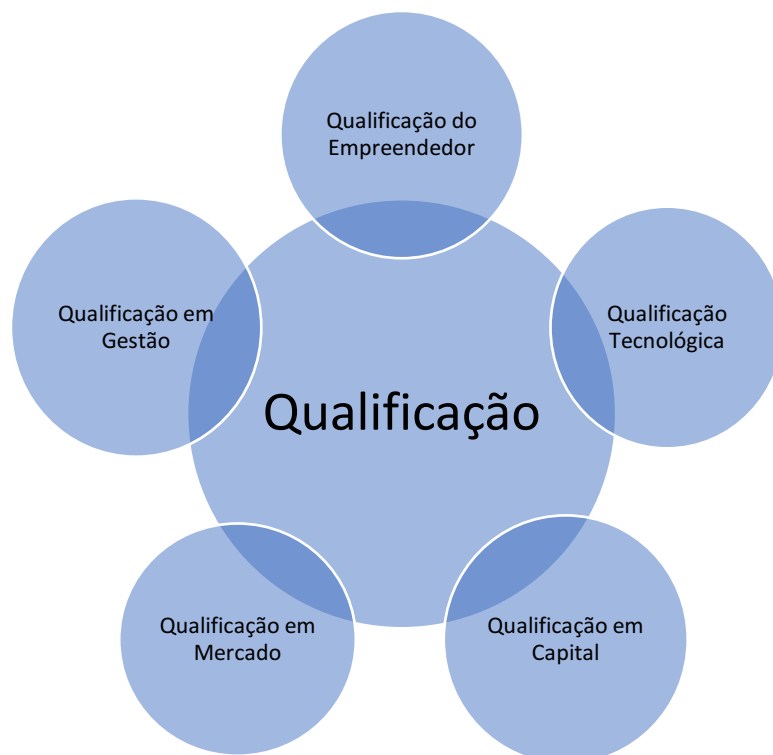 Qualificação do
Empreendedor
Qualificação em
Gestão
Qualificação
Tecnológica
Qualificação
Qualificação em
Mercado
Qualificação em
Capital